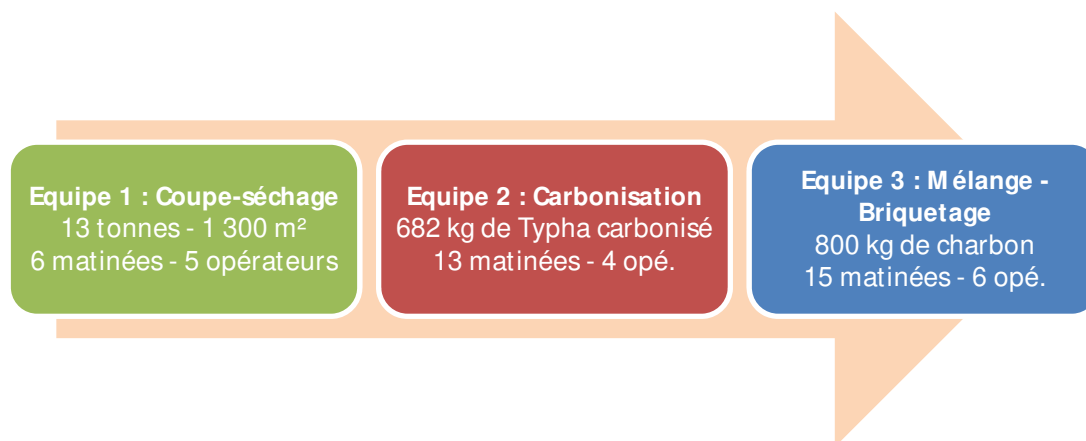 Equipe 1 : Coupe-séchage
13 tonnes - 1 300 m²
6 matinées - 5 opérateurs
Equipe 2 : Carbonisation
682 kg de Typha carbonisé
13 matinées - 4 opé.
Equipe 3 : Mélange -
Briquetage
800 kg de charbon
15 matinées - 6 opé.